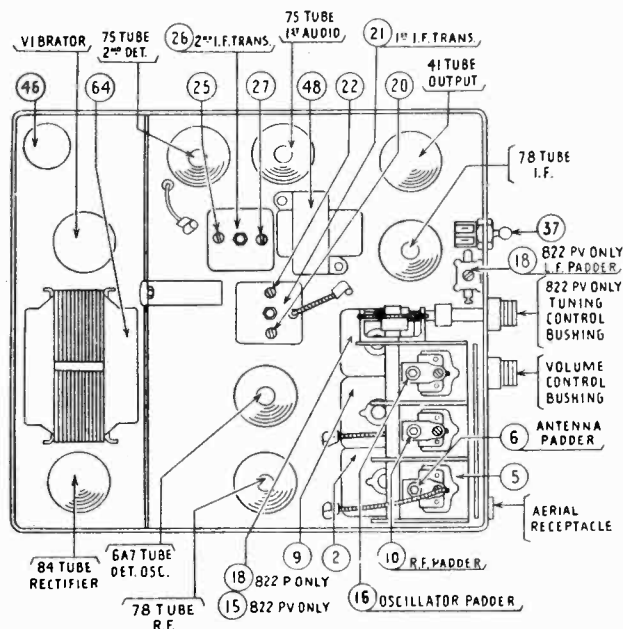 VIBRATOR
75 TUBE
2ND DET.
26 2ND I.F. TRANS.
75 TUBE
1ST AUDIO
21 1ST I.F. TRANS.
41 TUBE
OUTPUT
46
64
25
27
48
22
20
78 TUBE
I.F.
37
18 822 PV ONLY
L.F. PADDER
822 PV ONLY
TUNING
CONTROL
BUSHING
VOLUME
CONTROL
BUSHING
ANTENNA
6 PADDER
5
AERIAL
RECEPTACLE
84 TUBE
RECTIFIER
6A7 TUBE
DET. OSC.
78 TUBE
R.F.
18 822 P ONLY
15 822 PV ONLY
9
2
10 R.F. PADDER
16 OSCILLATOR PADDER